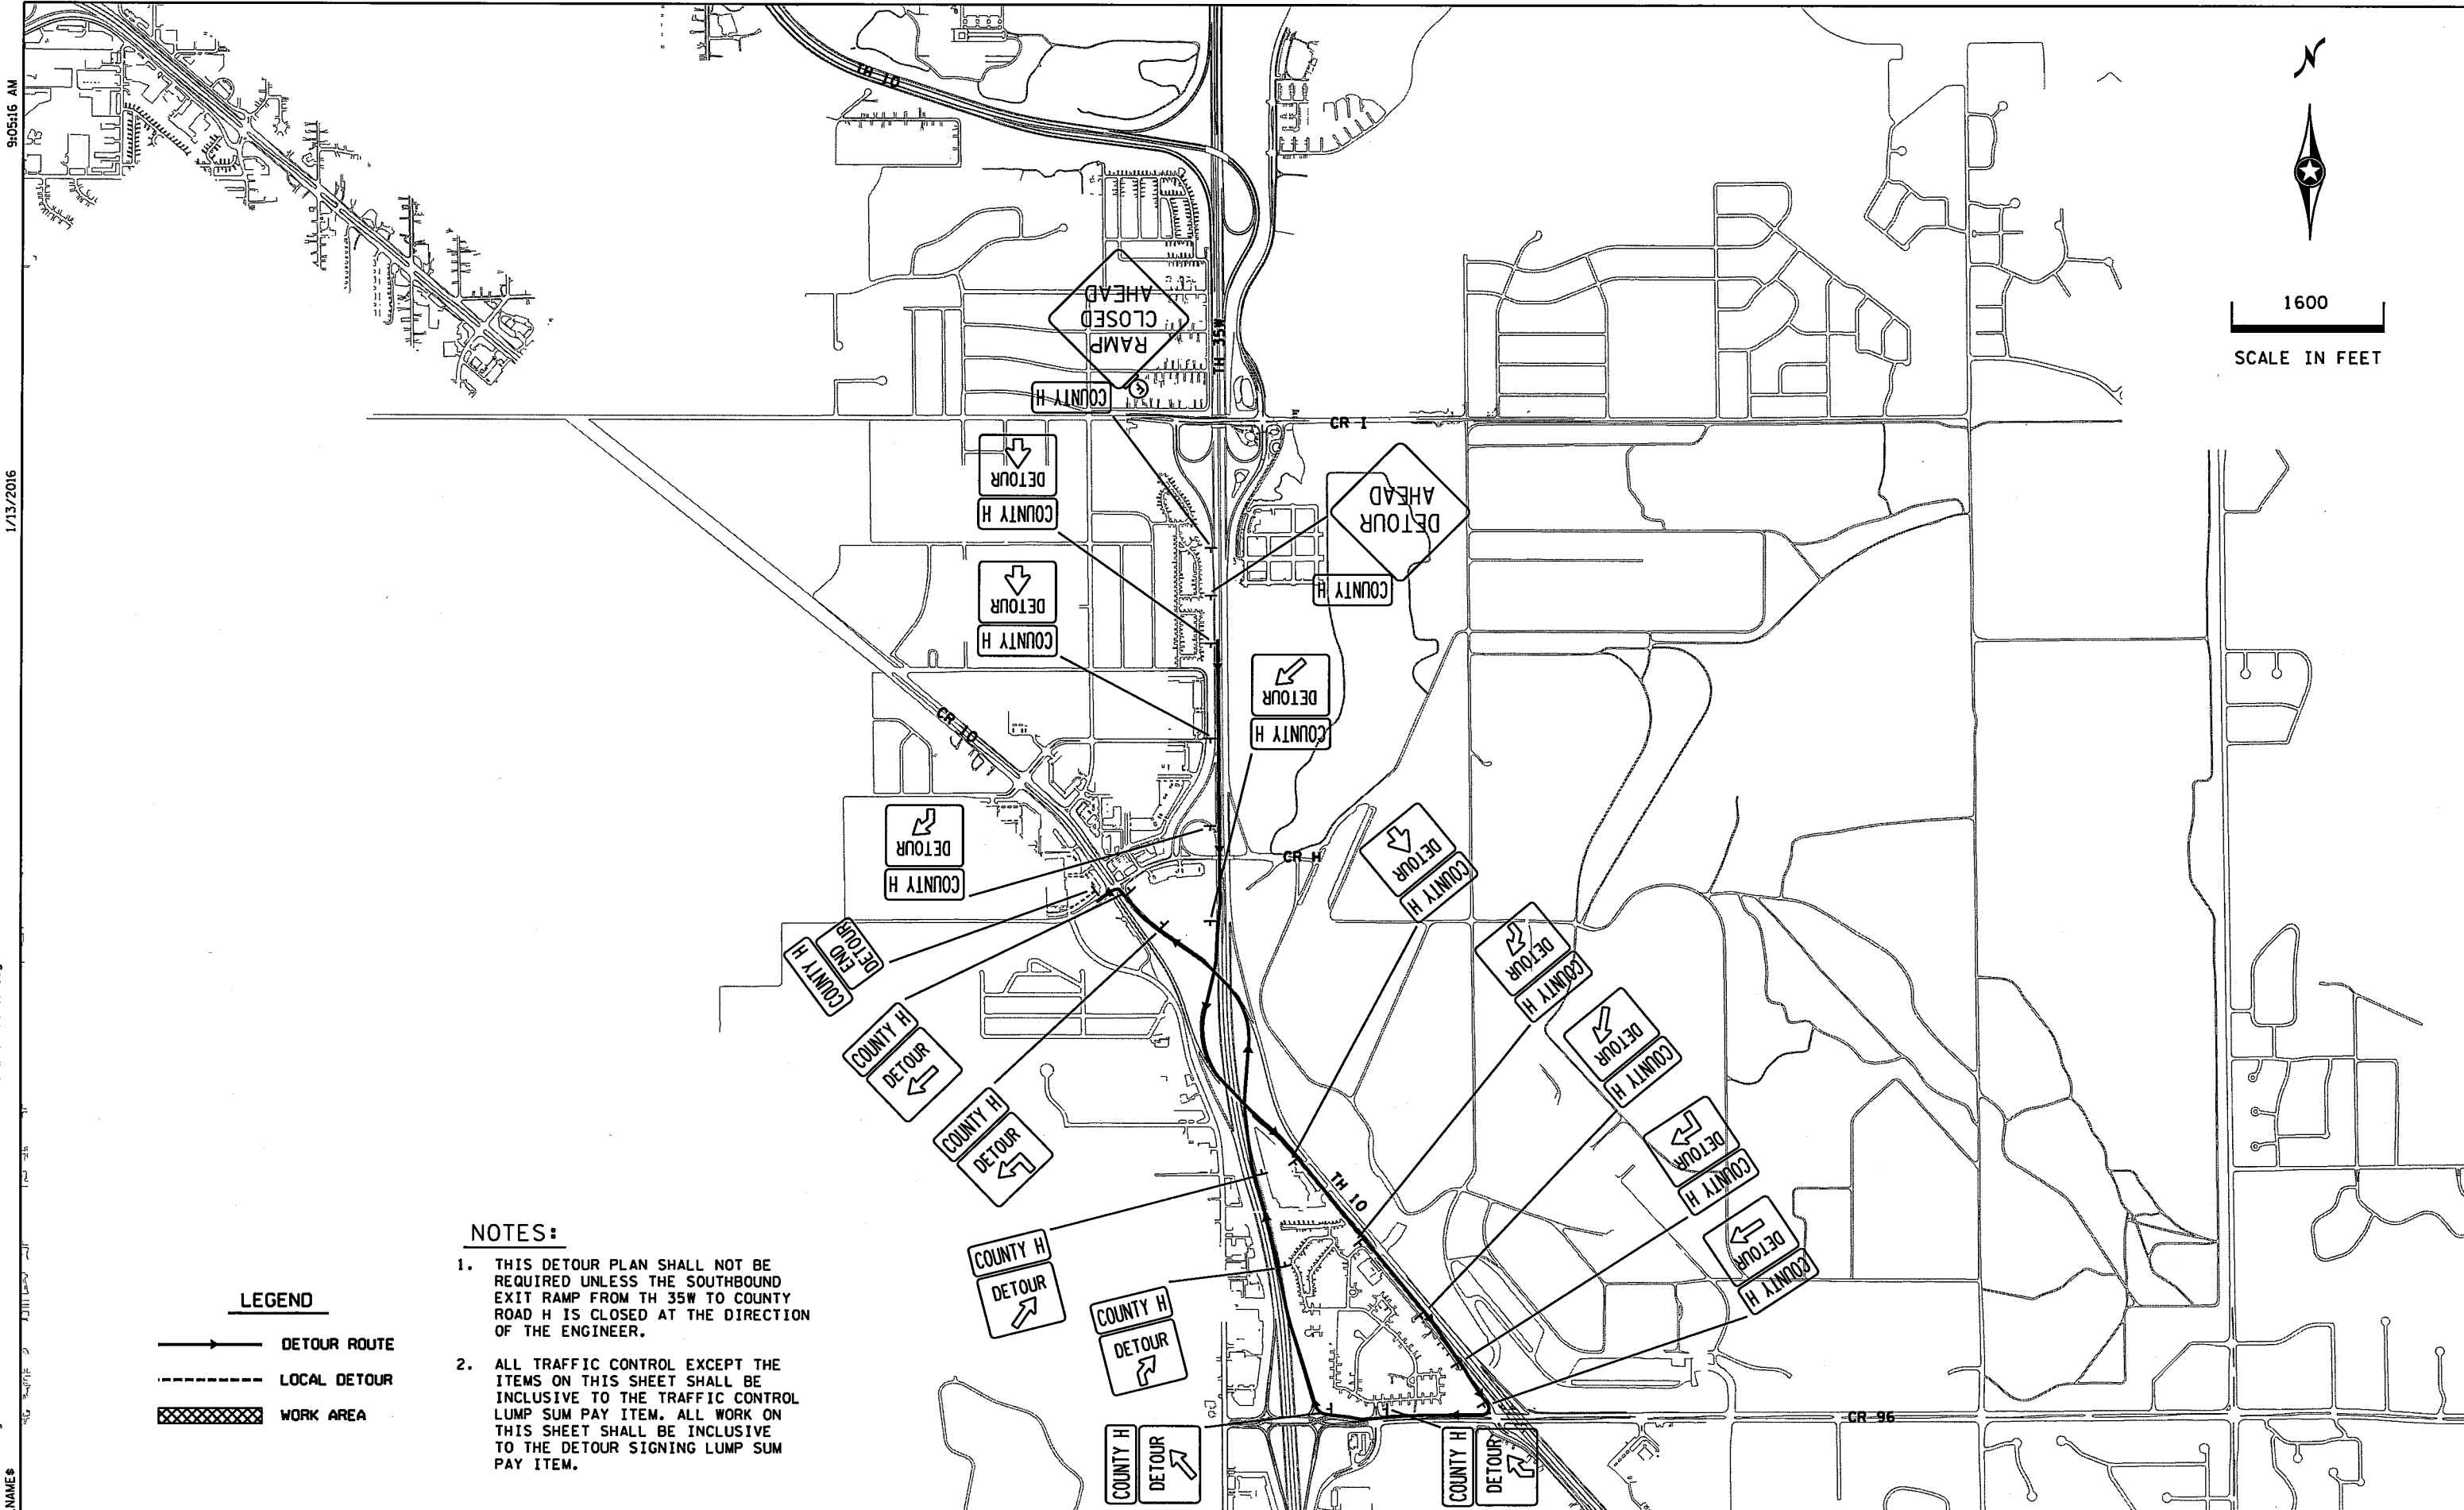 9:05:16 AM
1/13/2016
NAME$
TH 10
N
1600
SCALE IN FEET
RAMP
CLOSED
AHEAD
F
COUNTY H
TH 35W
CR I
DETOUR
COUNTY H
DETOUR
AHEAD
COUNTY H
DETOUR
COUNTY H
DETOUR
COUNTY H
CR 10
DETOUR
COUNTY H
CR H
DETOUR
COUNTY H
COUNTY H
END
DETOUR
DETOUR
COUNTY H
DETOUR
COUNTY H
COUNTY H
DETOUR
COUNTY H
DETOUR
DETOUR
COUNTY H
DETOUR
COUNTY H
TH 10
COUNTY H
DETOUR
COUNTY H
DETOUR
CR 96
COUNTY H
DETOUR
COUNTY H
DETOUR
LEGEND
DETOUR ROUTE
LOCAL DETOUR
WORK AREA
NOTES:
1. THIS DETOUR PLAN SHALL NOT BE
REQUIRED UNLESS THE SOUTHBOUND
EXIT RAMP FROM TH 35W TO COUNTY
ROAD H IS CLOSED AT THE DIRECTION
OF THE ENGINEER.
2. ALL TRAFFIC CONTROL EXCEPT THE
ITEMS ON THIS SHEET SHALL BE
INCLUSIVE TO THE TRAFFIC CONTROL
LUMP SUM PAY ITEM. ALL WORK ON
THIS SHEET SHALL BE INCLUSIVE
TO THE DETOUR SIGNING LUMP SUM
PAY ITEM.